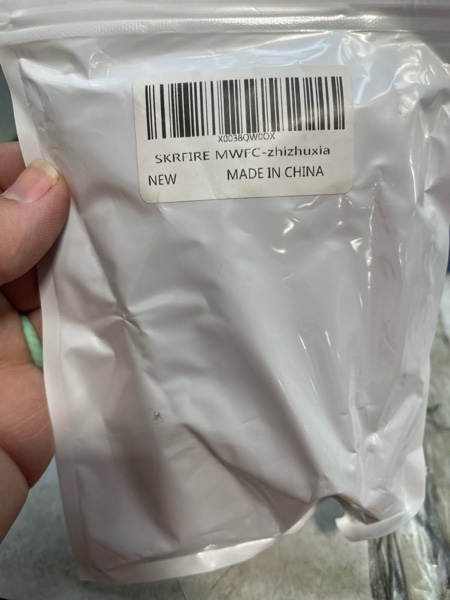 X0038QW0OX
SKRFIRE MWFC-zhizhuxia
NEW MADE IN CHINA